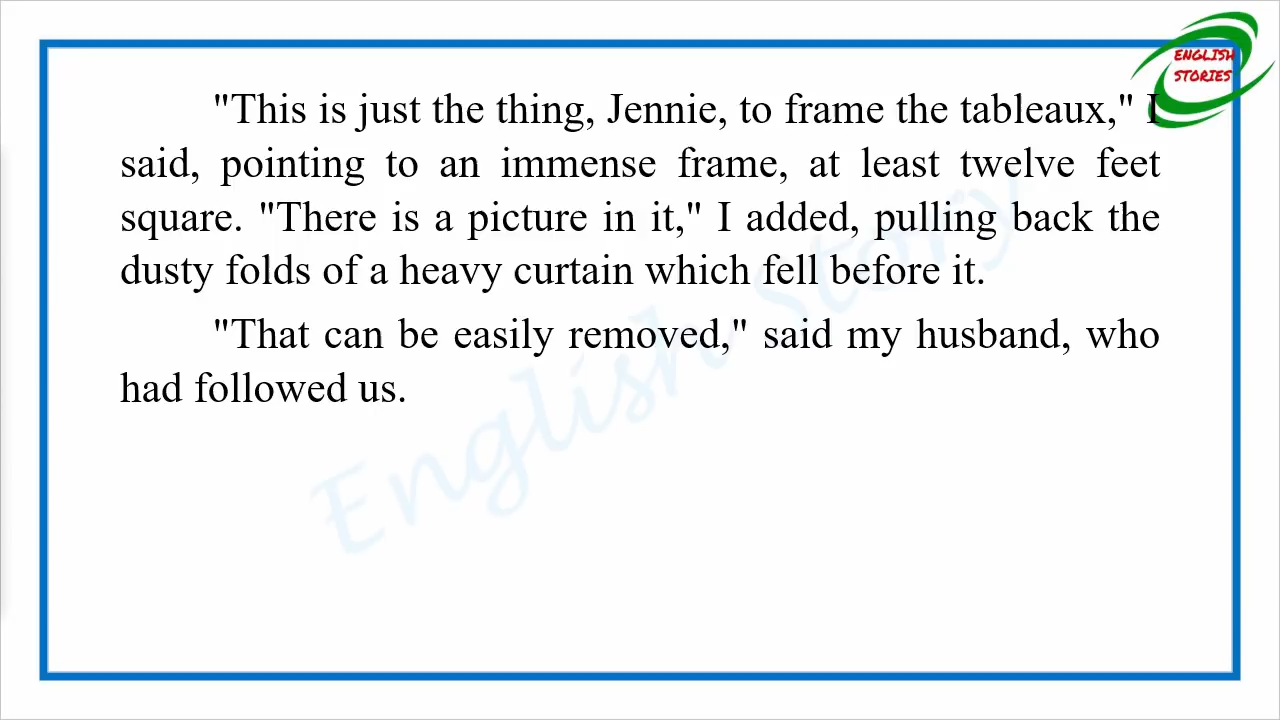 ENGLISH
STORIES
"This is just the thing, Jennie, to frame the tableaux," I
said, pointing to an immense frame, at least twelve feet
square. "There is a picture in it," I added, pulling back the
dusty folds of a heavy curtain which fell before it.
"That can be easily removed," said my husband, who
had followed us.
English Story